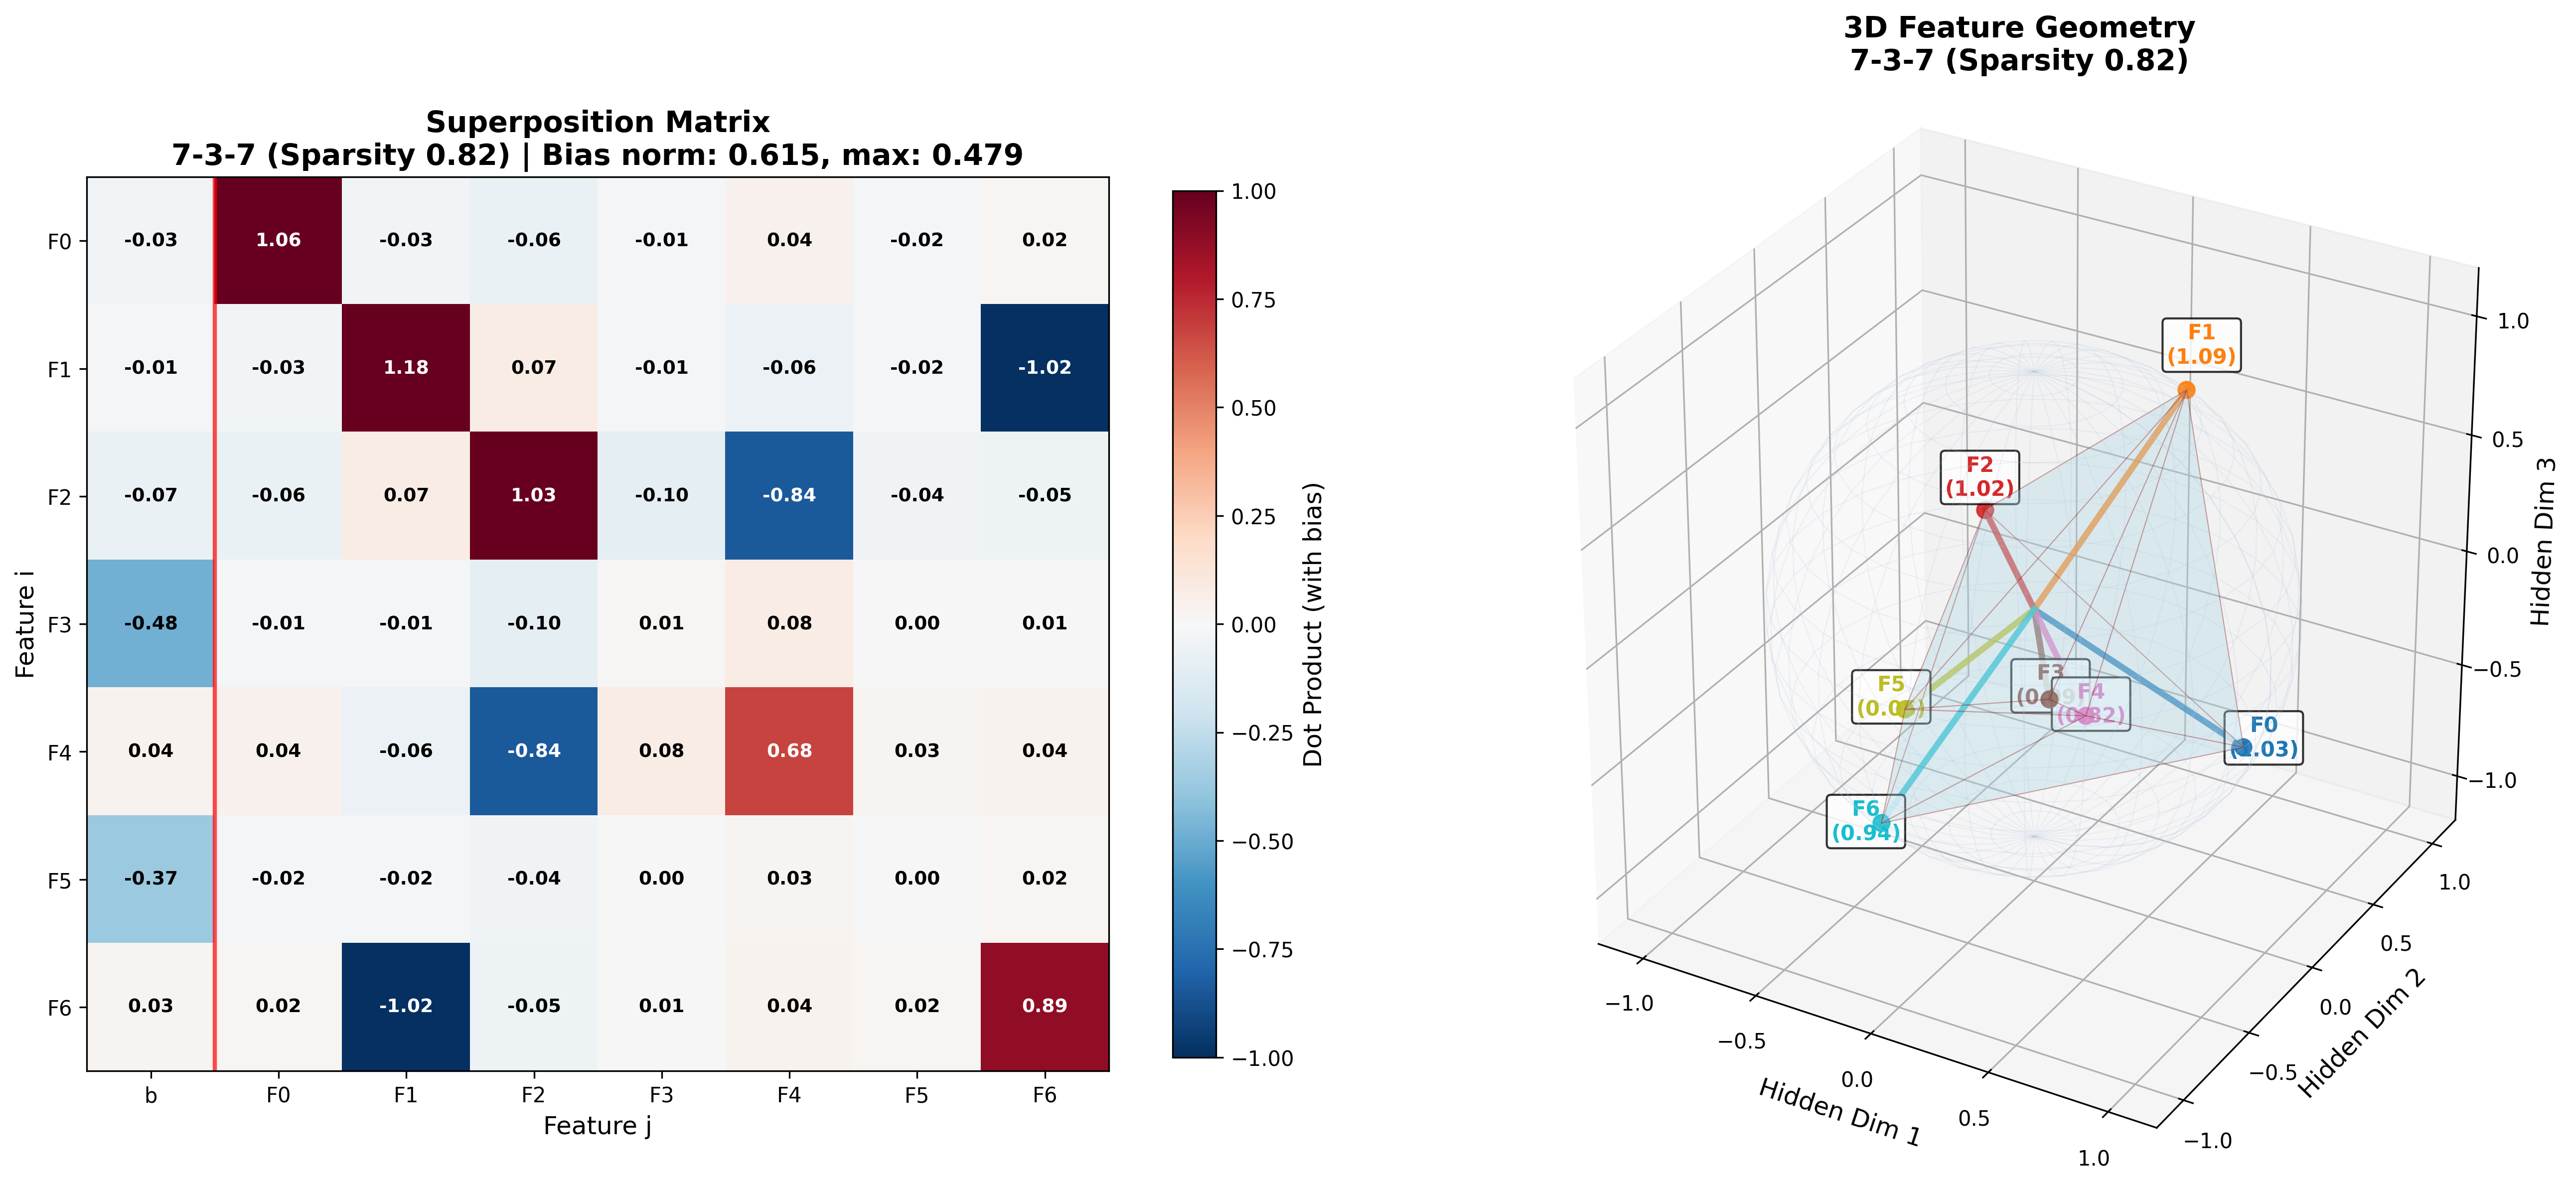 Superposition Matrix
7-3-7 (Sparsity 0.82) | Bias norm: 0.615, max: 0.479
F0 -0.03 1.06 -0.03 -0.06 -0.01 0.04 -0.02 0.02
F1 -0.01 -0.03 1.18 0.07 -0.01 -0.06 -0.02 -1.02
F2 -0.07 -0.06 0.07 1.03 -0.10 -0.84 -0.04 -0.05
F3 -0.48 -0.01 -0.01 -0.10 0.01 0.08 0.00 0.01
F4 0.04 0.04 -0.06 -0.84 0.08 0.68 0.03 0.04
F5 -0.37 -0.02 -0.02 -0.04 0.00 0.03 0.00 0.02
F6 0.03 0.02 -1.02 -0.05 0.01 0.04 0.02 0.89
b F0 F1 F2 F3 F4 F5 F6
Feature j
Feature i
1.00
0.75
0.50
0.25
0.00
−0.25
−0.50
−0.75
−1.00
Dot Product (with bias)
3D Feature Geometry
7-3-7 (Sparsity 0.82)
F1
(1.09)
F2
(1.02)
F3
F4
(0.82)
F5
F0
(1.03)
F6
(0.94)
1.0
0.5
0.0
−0.5
−1.0
Hidden Dim 3
−1.0
−0.5
0.0
0.5
1.0
Hidden Dim 1
1.0
0.5
0.0
−0.5
−1.0
Hidden Dim 2